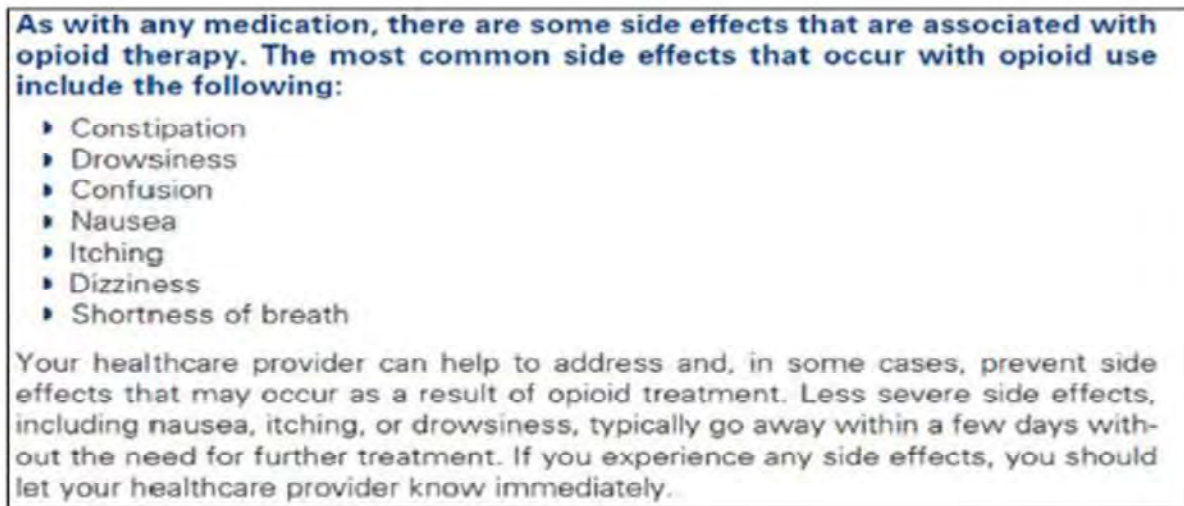 As with any medication, there are some side effects that are associated with
opioid therapy. The most common side effects that occur with opioid use
include the following:
Constipation
Drowsiness
Confusion
Nausea
Itching
Dizziness
Shortness of breath
Your healthcare provider can help to address and, in some cases, prevent side
effects that may occur as a result of opioid treatment. Less severe side effects,
including nausea, itching, or drowsiness, typically go away within a few days with-
out the need for further treatment. If you experience any side effects, you should
let your healthcare provider know immediately.